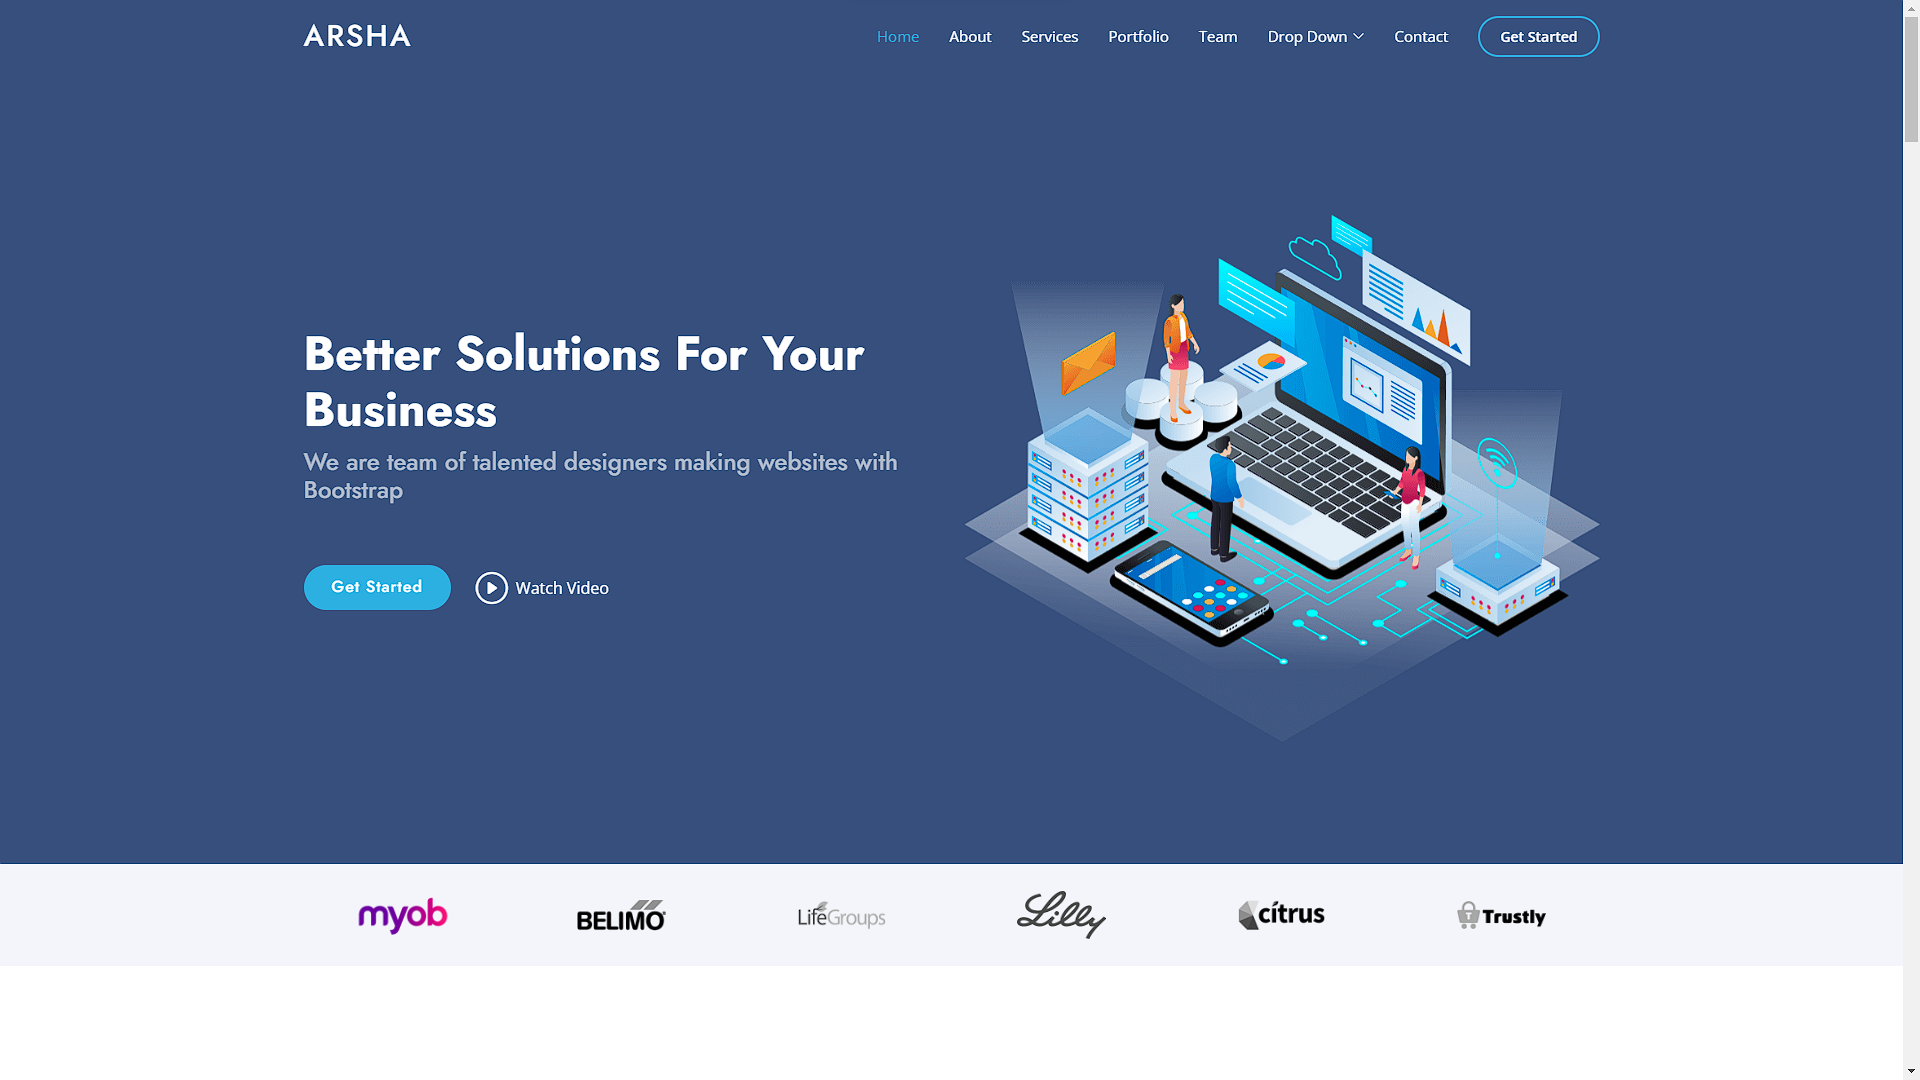 ARSHA
Home About Services Portfolio Team Drop Down Contact Get Started
Better Solutions For Your
Business
We are team of talented designers making websites with
Bootstrap
Get Started Watch Video
myob BELIMO LifeGroups Lilly cítrus Trustly